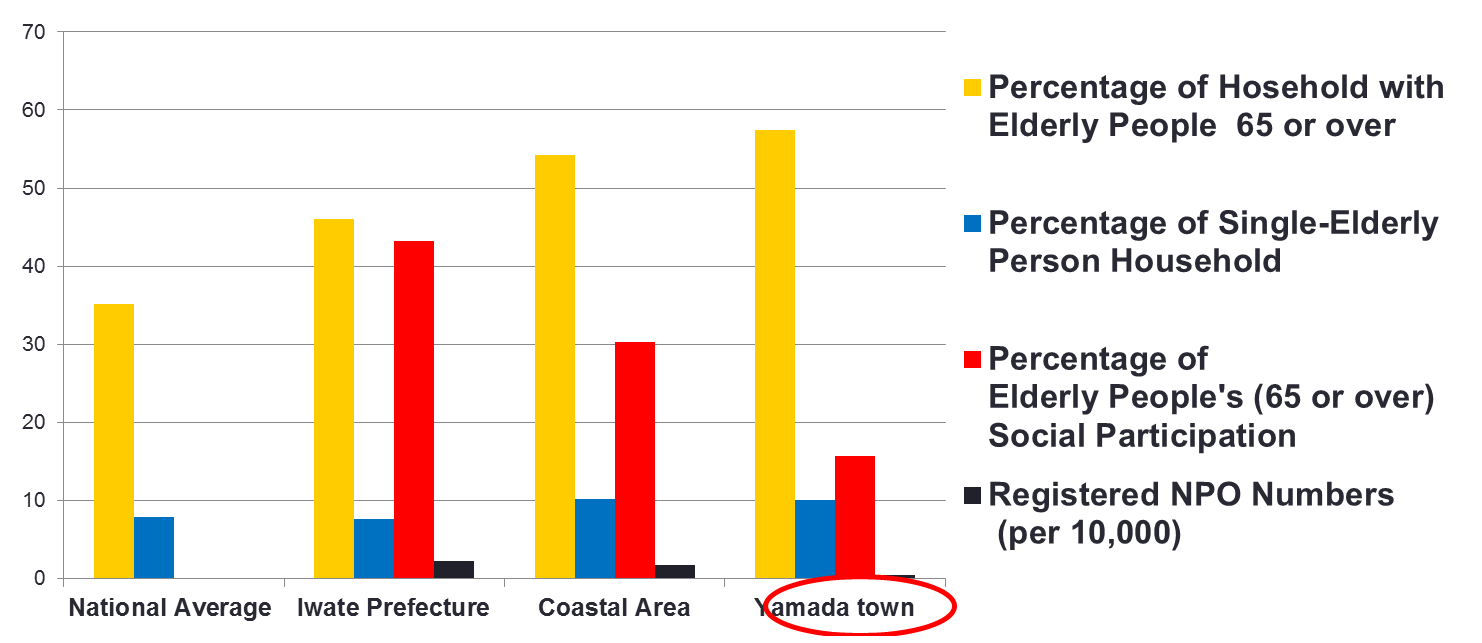 70
60
50
40
30
20
10
0
National Average
Iwate Prefecture
Coastal Area
Yamada town
Percentage of Hosehold with
Elderly People  65 or over
Percentage of Single-Elderly
Person Household
Percentage of
Elderly People's (65 or over)
Social Participation
Registered NPO Numbers
(per 10,000)